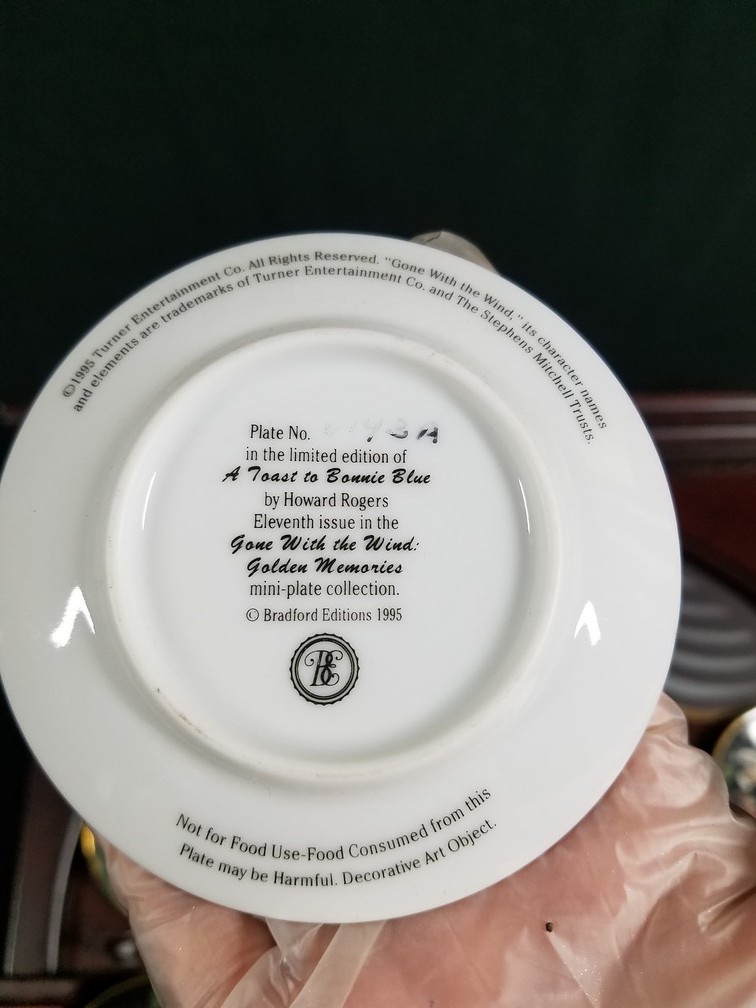 ©1995 Turner Entertainment Co. All Rights Reserved. "Gone With the Wind," its character names
and elements are trademarks of Turner Entertainment Co. and The Stephens Mitchell Trusts.
Plate No.
in the limited edition of
A Toast to Bonnie Blue
by Howard Rogers
Eleventh issue in the
Gone With the Wind:
Golden Memories
mini-plate collection.
© Bradford Editions 1995
BE
Not for Food Use-Food Consumed from this
Plate may be Harmful. Decorative Art Object.